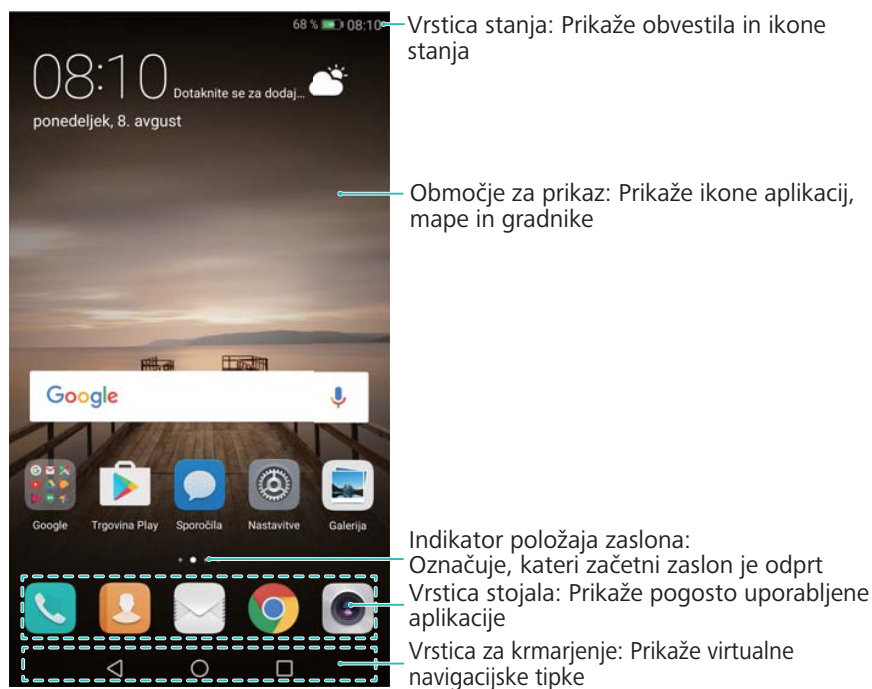 68 % 08:10
Vrstica stanja: Prikaže obvestila in ikone
stanja
08:10
Dotaknite se za dodaj...
ponedeljek, 8. avgust
Območje za prikaz: Prikaže ikone aplikacij,
mape in gradnike
Google
Google
Trgovina Play
Sporočila
Nastavitve
Galerija
Indikator položaja zaslona:
Označuje, kateri začetni zaslon je odprt
Vrstica stojala: Prikaže pogosto uporabljene
aplikacije
Vrstica za krmarjenje: Prikaže virtualne
navigacijske tipke